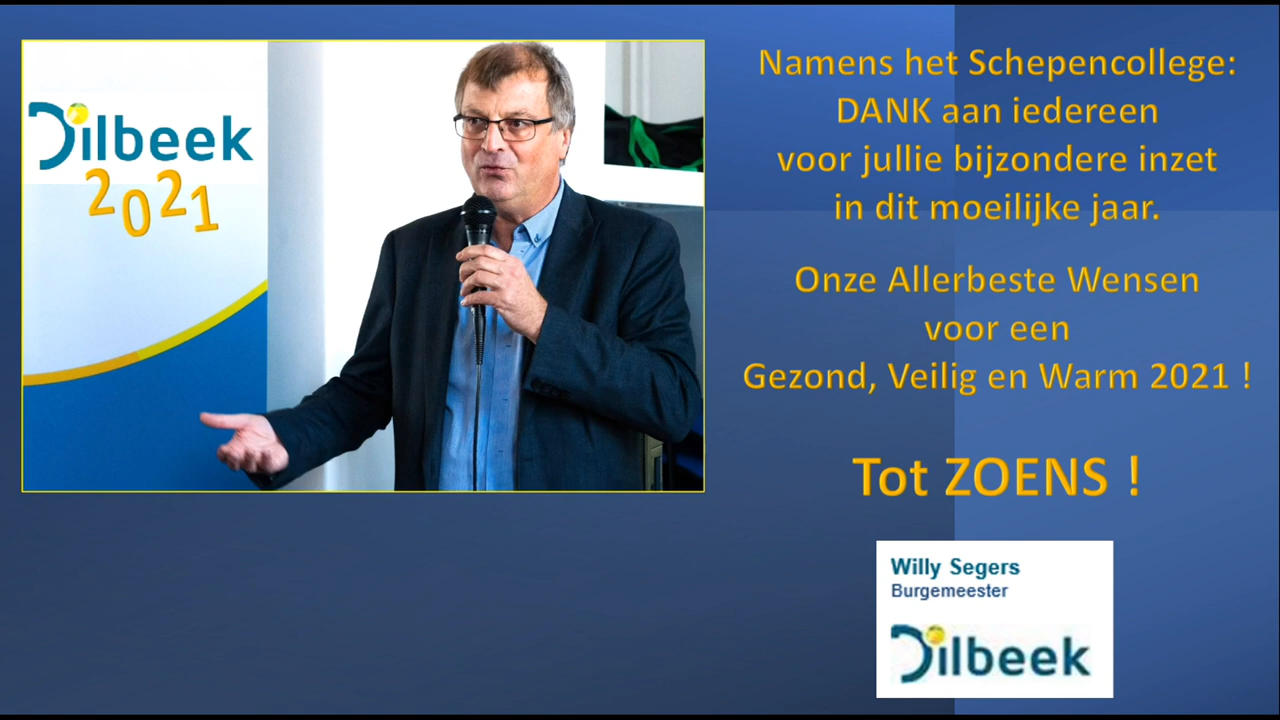 Dilbeek
2021
Namens het Schepencollege:
DANK aan iedereen
voor jullie bijzondere inzet
in dit moeilijke jaar.
Onze Allerbeste Wensen
voor een
Gezond, Veilig en Warm 2021 !
Tot ZOENS !
Willy Segers
Burgemeester
Dilbeek